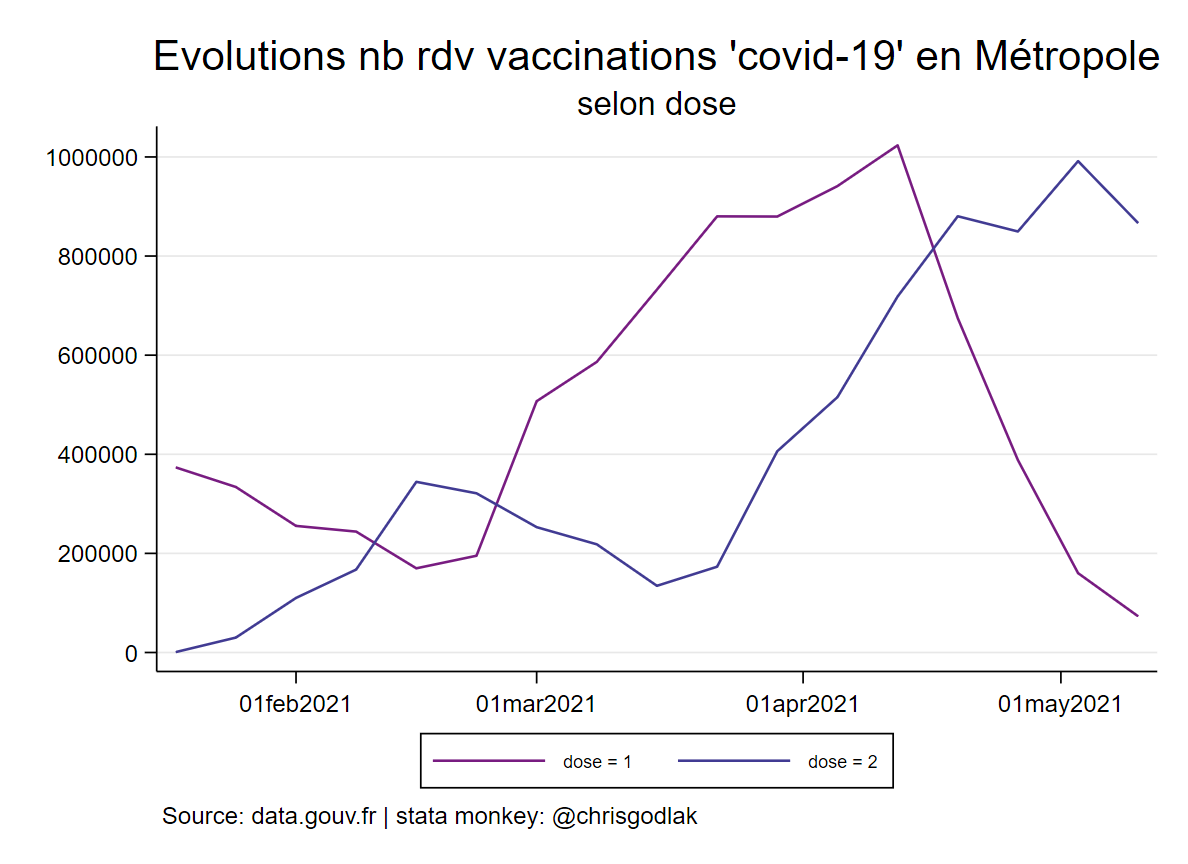 Evolutions nb rdv vaccinations 'covid-19' en Métropole
selon dose
1000000
800000
600000
400000
200000
0
01feb2021 01mar2021 01apr2021 01may2021
dose = 1 dose = 2
Source: data.gouv.fr | stata monkey: @chrisgodlak